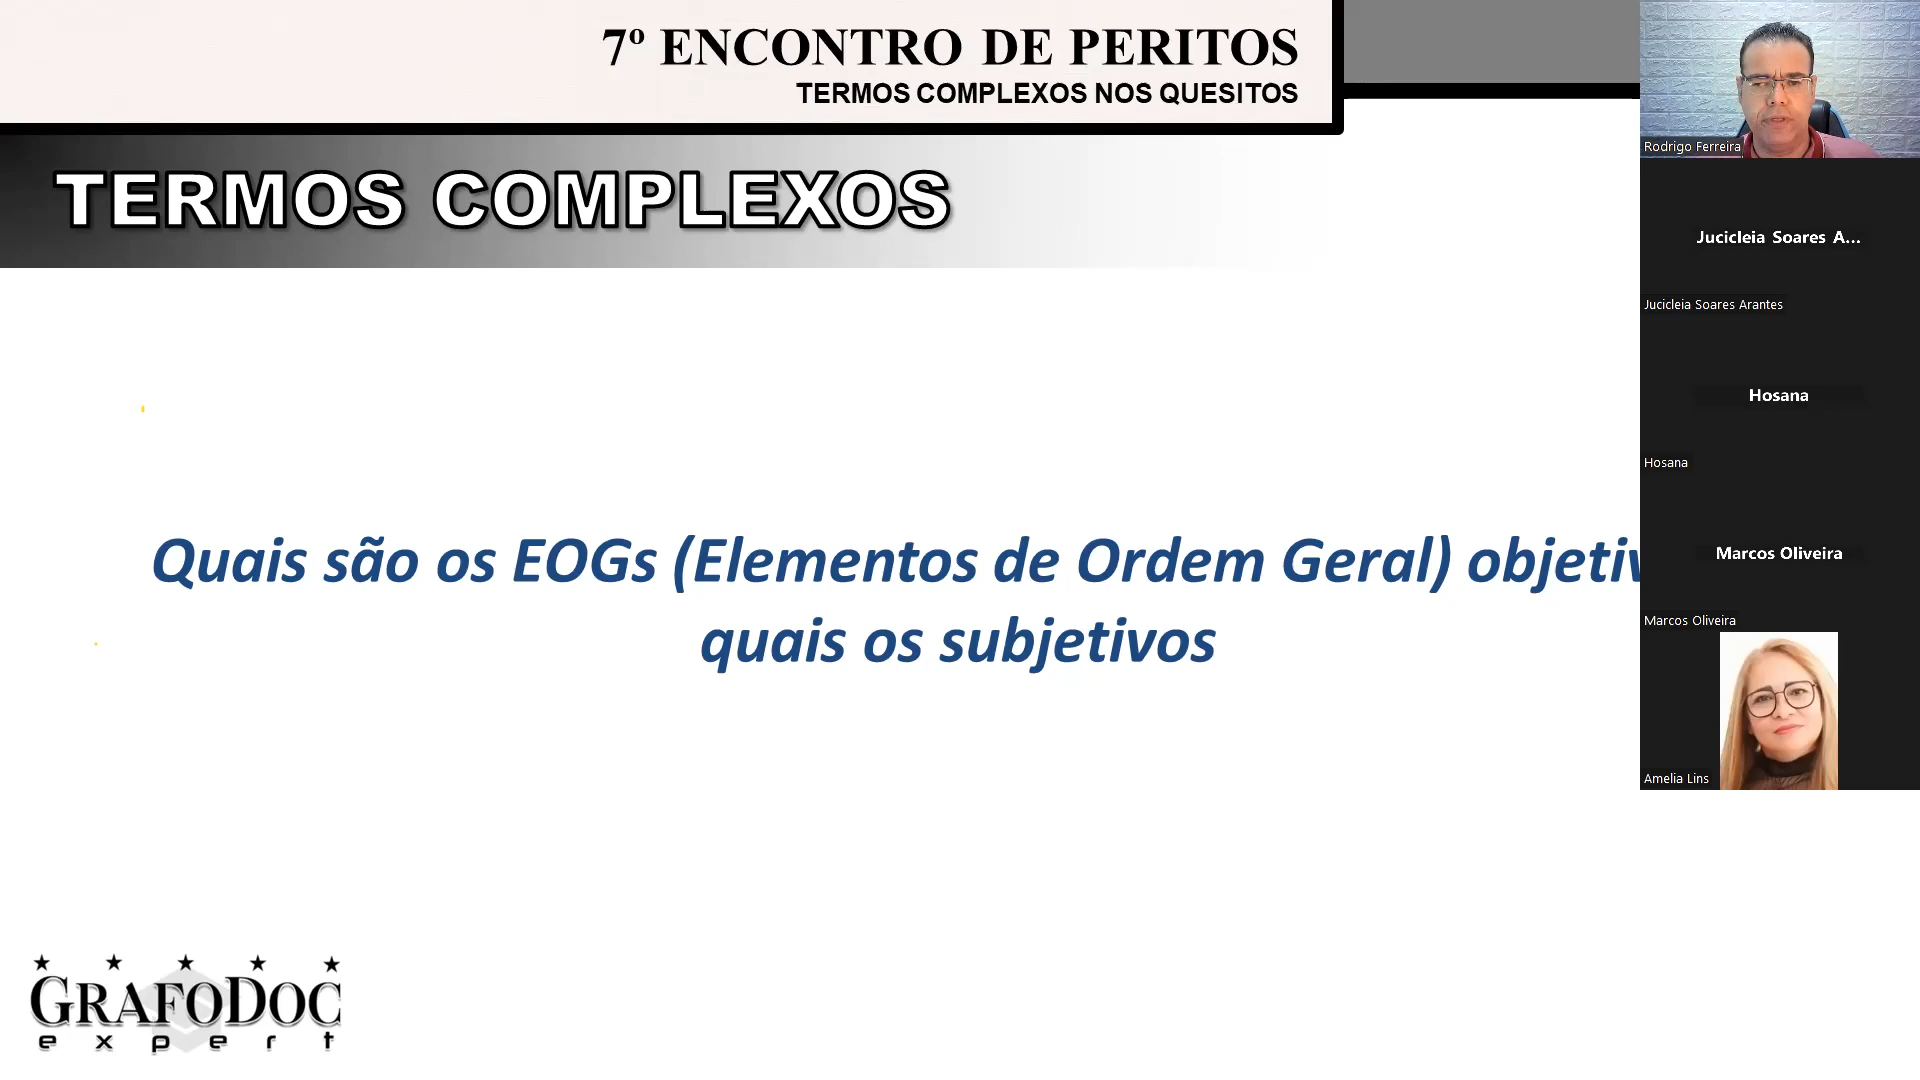 7º ENCONTRO DE PERITOS
TERMOS COMPLEXOS NOS QUESITOS
TERMOS COMPLEXOS
Quais são os EOGs (Elementos de Ordem Geral) objetiv
quais os subjetivos
GRAFODOC
expert
Rodrigo Ferreira
Jucicleia Soares A...
Jucicleia Soares Arantes
Hosana
Hosana
Marcos Oliveira
Marcos Oliveira
Amelia Lins